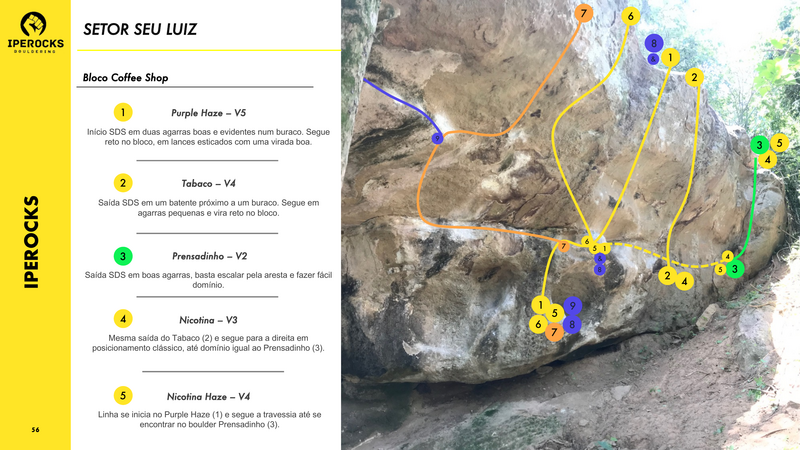 IPEROCKS
BOULDERING
SETOR SEU LUIZ
Bloco Coffee Shop
1 Purple Haze – V5
Início SDS em duas agarras boas e evidentes num buraco. Segue
reto no bloco, em lances esticados com uma virada boa.
2 Tabaco – V4
Saída SDS em um batente próximo a um buraco. Segue em
agarras pequenas e vira reto no bloco.
3 Prensadinho – V2
Saída SDS em boas agarras, basta escalar pela aresta e fazer fácil
domínio.
4 Nicotina – V3
Mesma saída do Tabaco (2) e segue para a direita em
posicionamento clássico, até domínio igual ao Prensadinho (3).
5 Nicotina Haze – V4
Linha se inicia no Purple Haze (1) e segue a travessia até se
encontrar no boulder Prensadinho (3).
IPEROCKS
56
7
6
8
1
2
3
5
4
9
7
6
5
1
4
5
3
2
4
1
5
9
6
7
8